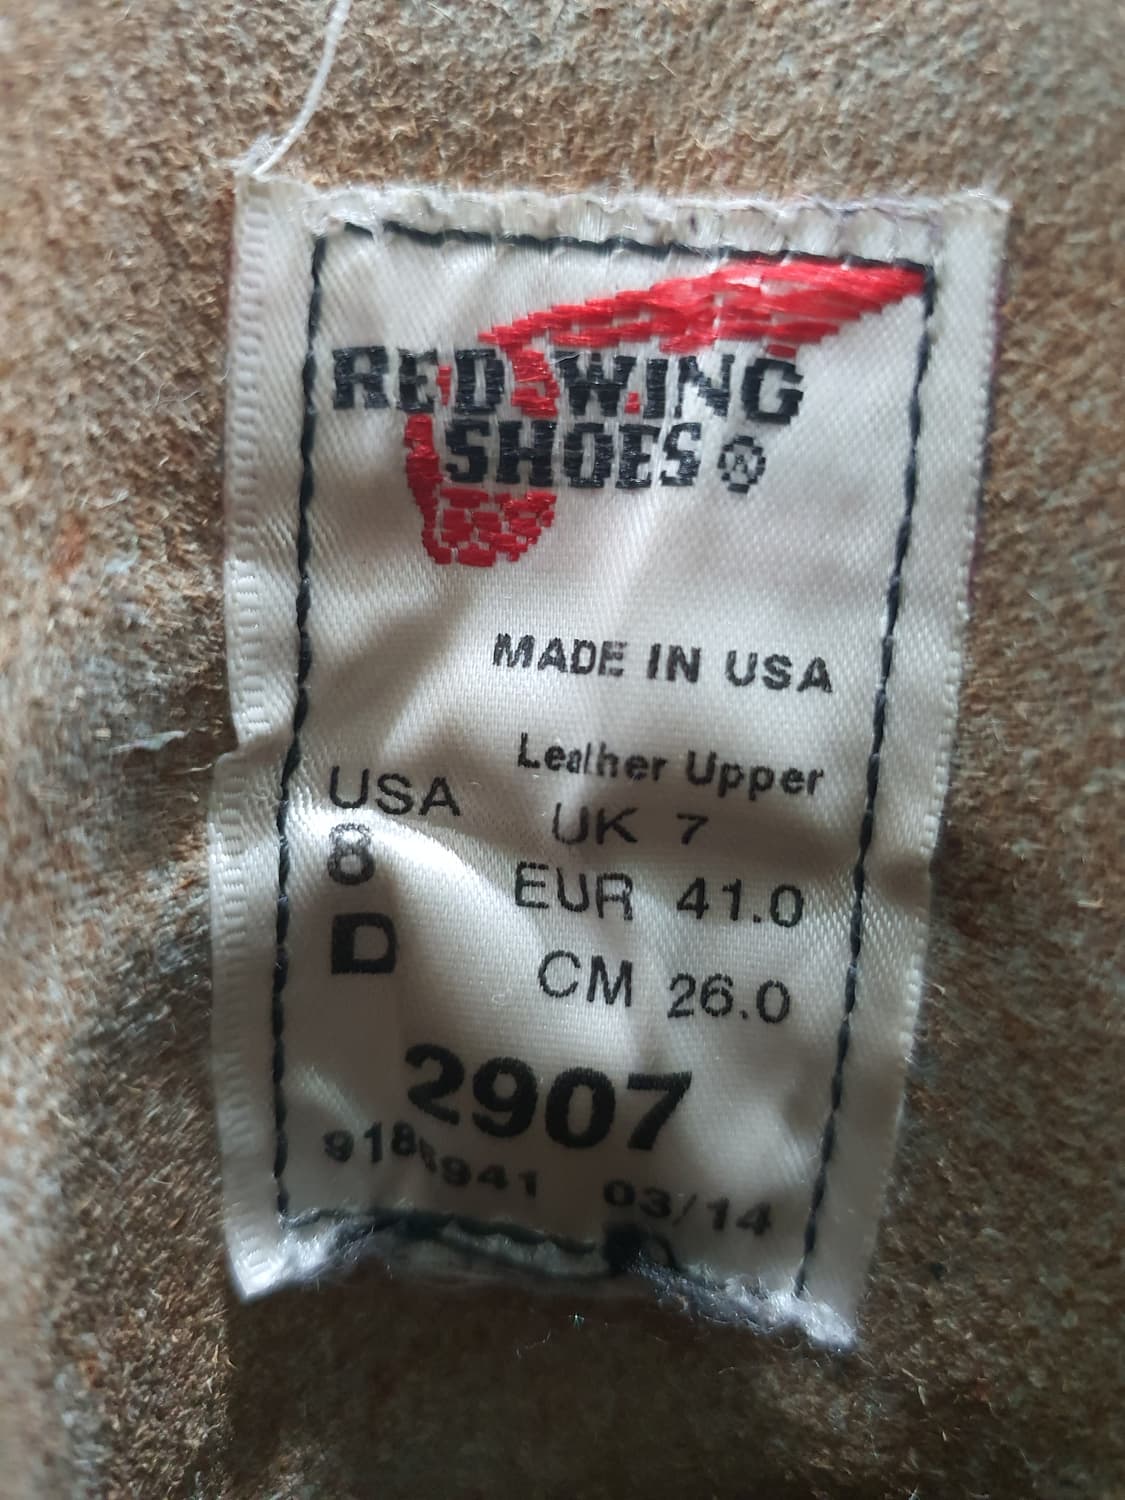 RED WING
SHOES ®
MADE IN USA
Leather Upper
USA
8
D
UK 7
EUR 41.0
CM 26.0
2907
03/14